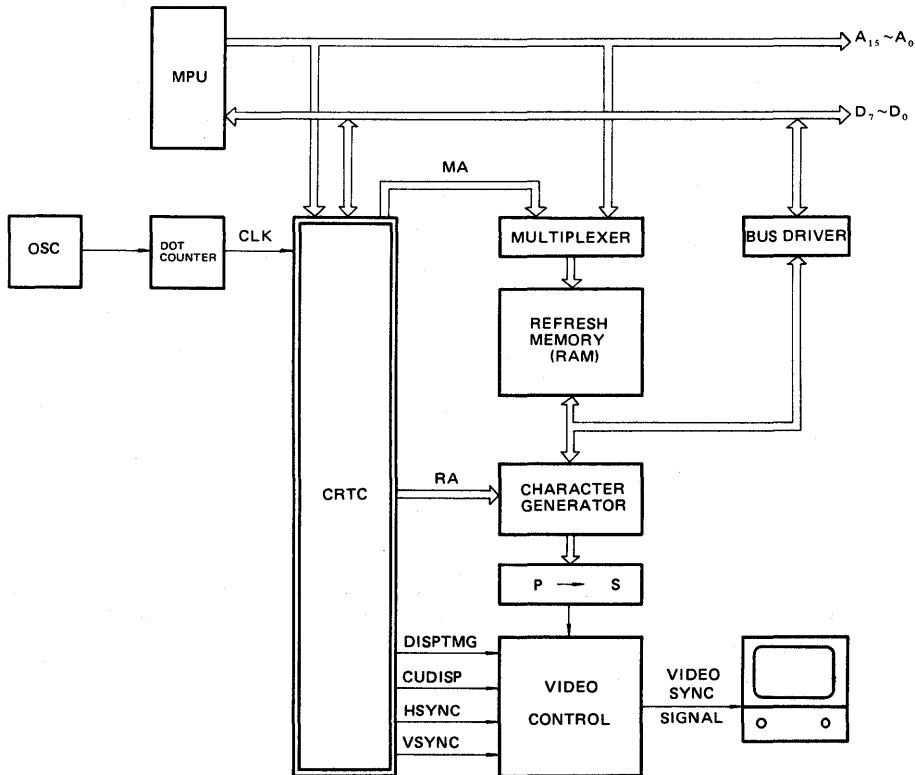 A₁₅~A₀
MPU
D₇~D₀
MA
OSC
DOT
COUNTER
CLK
MULTIPLEXER
BUS DRIVER
REFRESH
MEMORY
(RAM)
CRTC
RA
CHARACTER
GENERATOR
P → S
DISPTMG
CUDISP
HSYNC
VSYNC
VIDEO
CONTROL
VIDEO
SYNC
SIGNAL